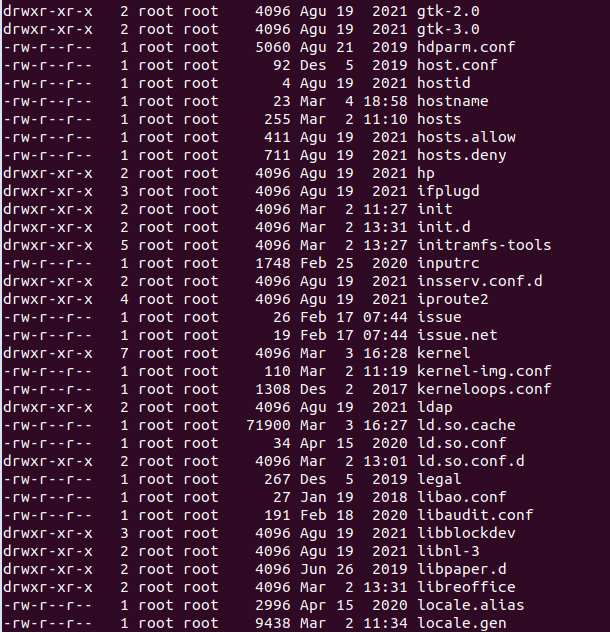 drwxr-xr-x   2 root root    4096 Agu 19  2021 gtk-2.0
drwxr-xr-x   2 root root    4096 Agu 19  2021 gtk-3.0
-rw-r--r--   1 root root    5060 Agu 21  2019 hdparm.conf
-rw-r--r--   1 root root      92 Des  5  2019 host.conf
-rw-r--r--   1 root root       4 Agu 19  2021 hostid
-rw-r--r--   1 root root      23 Mar  4 18:58 hostname
-rw-r--r--   1 root root     255 Mar  2 11:10 hosts
-rw-r--r--   1 root root     411 Agu 19  2021 hosts.allow
-rw-r--r--   1 root root     711 Agu 19  2021 hosts.deny
drwxr-xr-x   2 root root    4096 Agu 19  2021 hp
drwxr-xr-x   3 root root    4096 Agu 19  2021 ifplugd
drwxr-xr-x   2 root root    4096 Mar  2 11:27 init
drwxr-xr-x   2 root root    4096 Mar  2 13:31 init.d
drwxr-xr-x   5 root root    4096 Mar  2 13:27 initramfs-tools
-rw-r--r--   1 root root    1748 Feb 25  2020 inputrc
drwxr-xr-x   2 root root    4096 Agu 19  2021 insserv.conf.d
drwxr-xr-x   4 root root    4096 Agu 19  2021 iproute2
-rw-r--r--   1 root root      26 Feb 17 07:44 issue
-rw-r--r--   1 root root      19 Feb 17 07:44 issue.net
drwxr-xr-x   7 root root    4096 Mar  3 16:28 kernel
-rw-r--r--   1 root root     110 Mar  2 11:19 kernel-img.conf
-rw-r--r--   1 root root    1308 Des  2  2017 kerneloops.conf
drwxr-xr-x   2 root root    4096 Agu 19  2021 ldap
-rw-r--r--   1 root root   71900 Mar  3 16:27 ld.so.cache
-rw-r--r--   1 root root      34 Apr 15  2020 ld.so.conf
drwxr-xr-x   2 root root    4096 Mar  2 13:01 ld.so.conf.d
-rw-r--r--   1 root root     267 Des  5  2019 legal
-rw-r--r--   1 root root      27 Jan 19  2018 libao.conf
-rw-r--r--   1 root root     191 Feb 18  2020 libaudit.conf
drwxr-xr-x   3 root root    4096 Agu 19  2021 libblockdev
drwxr-xr-x   2 root root    4096 Agu 19  2021 libnl-3
drwxr-xr-x   2 root root    4096 Jun 26  2019 libpaper.d
drwxr-xr-x   2 root root    4096 Mar  2 13:31 libreoffice
-rw-r--r--   1 root root    2996 Apr 15  2020 locale.alias
-rw-r--r--   1 root root    9438 Mar  2 11:34 locale.gen